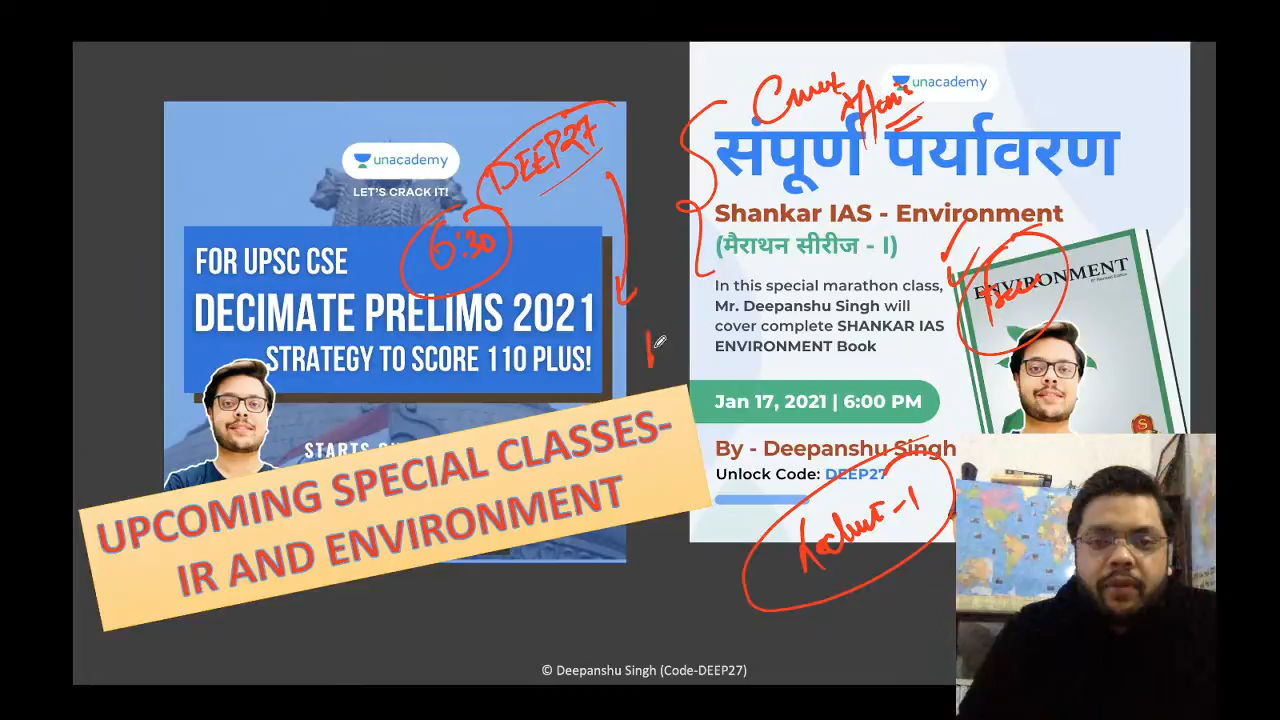 unacademy
LET'S CRACK IT!
DEEP27
6:30
FOR UPSC CSE
DECIMATE PRELIMS 2021
STRATEGY TO SCORE 110 PLUS!
UPCOMING SPECIAL CLASSES-
IR AND ENVIRONMENT
unacademy
संपूर्ण पर्यावरण
Shankar IAS - Environment
(मैराथन सीरीज - I)
In this special marathon class,
Mr. Deepanshu Singh will
cover complete SHANKAR IAS
ENVIRONMENT Book
ENVIRONMENT
Jan 17, 2021 | 6:00 PM
By - Deepanshu Singh
Unlock Code: DEEP27
© Deepanshu Singh (Code-DEEP27)